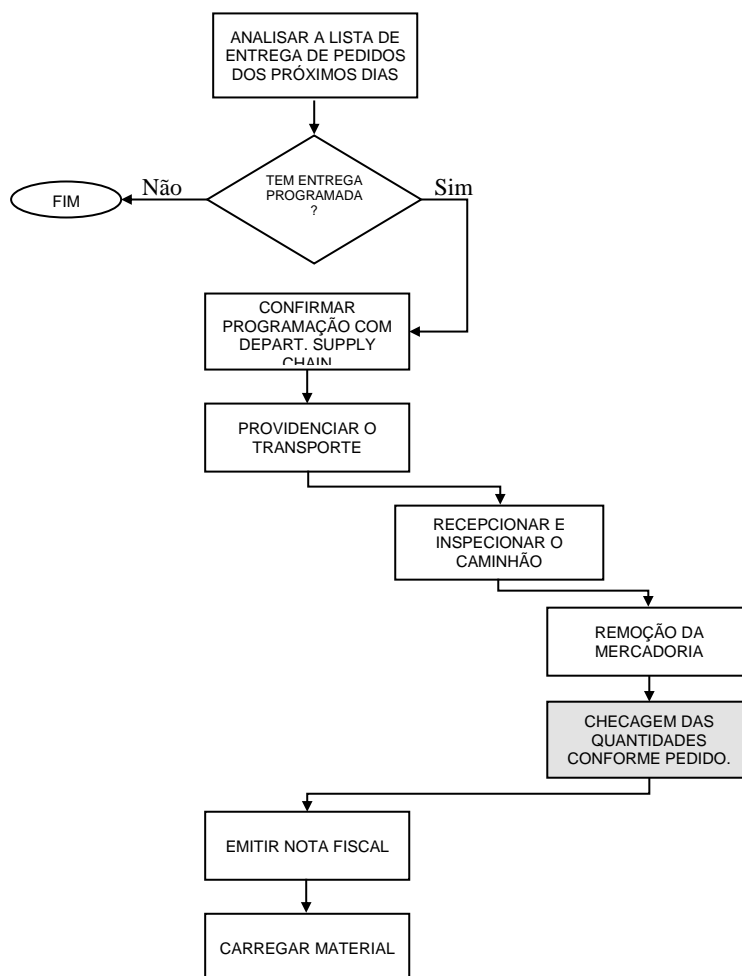 ANALISAR A LISTA DE
ENTREGA DE PEDIDOS
DOS PRÓXIMOS DIAS
TEM ENTREGA
PROGRAMADA
?
Não
Sim
FIM
CONFIRMAR
PROGRAMAÇÃO COM
DEPART. SUPPLY
CHAIN
PROVIDENCIAR O
TRANSPORTE
RECEPCIONAR E
INSPECIONAR O
CAMINHÃO
REMOÇÃO DA
MERCADORIA
CHECAGEM DAS
QUANTIDADES
CONFORME PEDIDO.
EMITIR NOTA FISCAL
CARREGAR MATERIAL